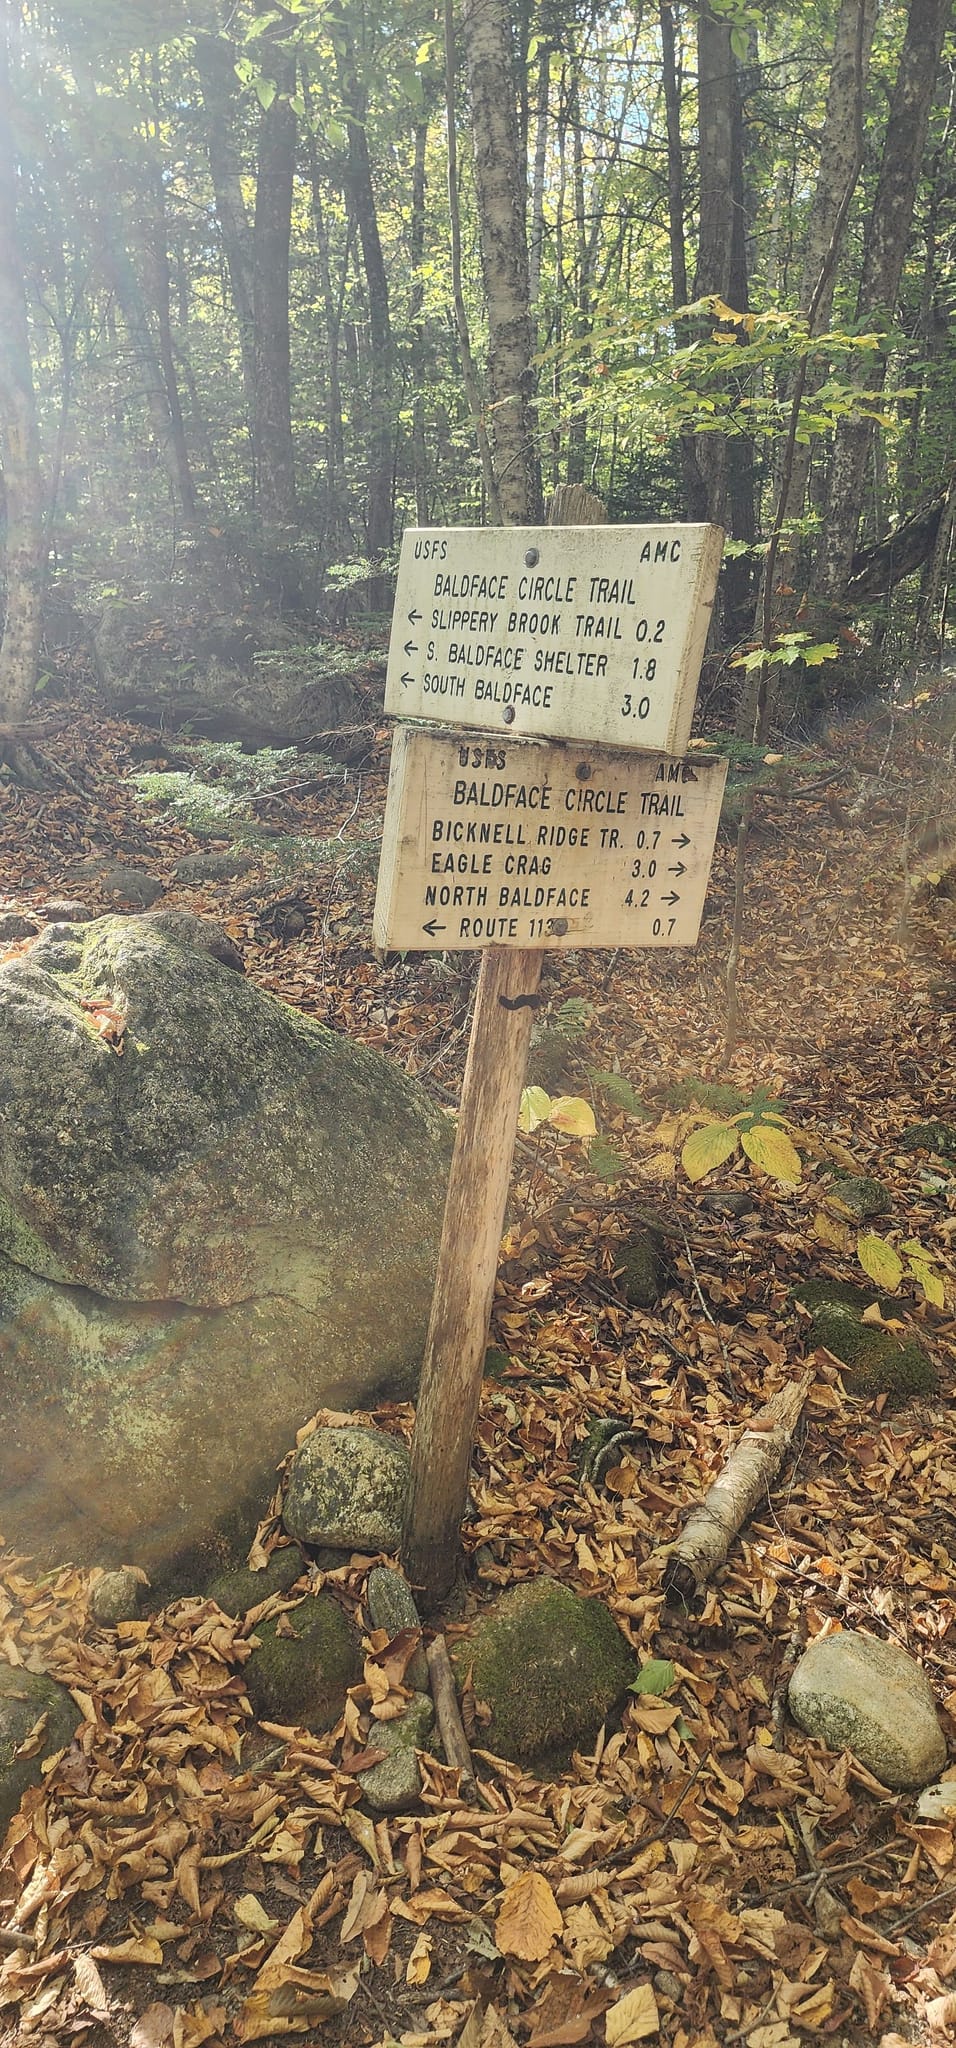 USFS AMC
BALDFACE CIRCLE TRAIL
← SLIPPERY BROOK TRAIL 0.2
← S. BALDFACE SHELTER 1.8
← SOUTH BALDFACE 3.0
USFS AMC
BALDFACE CIRCLE TRAIL
BICKNELL RIDGE TR. 0.7 →
EAGLE CRAG 3.0 →
NORTH BALDFACE 4.2 →
← ROUTE 113 0.7